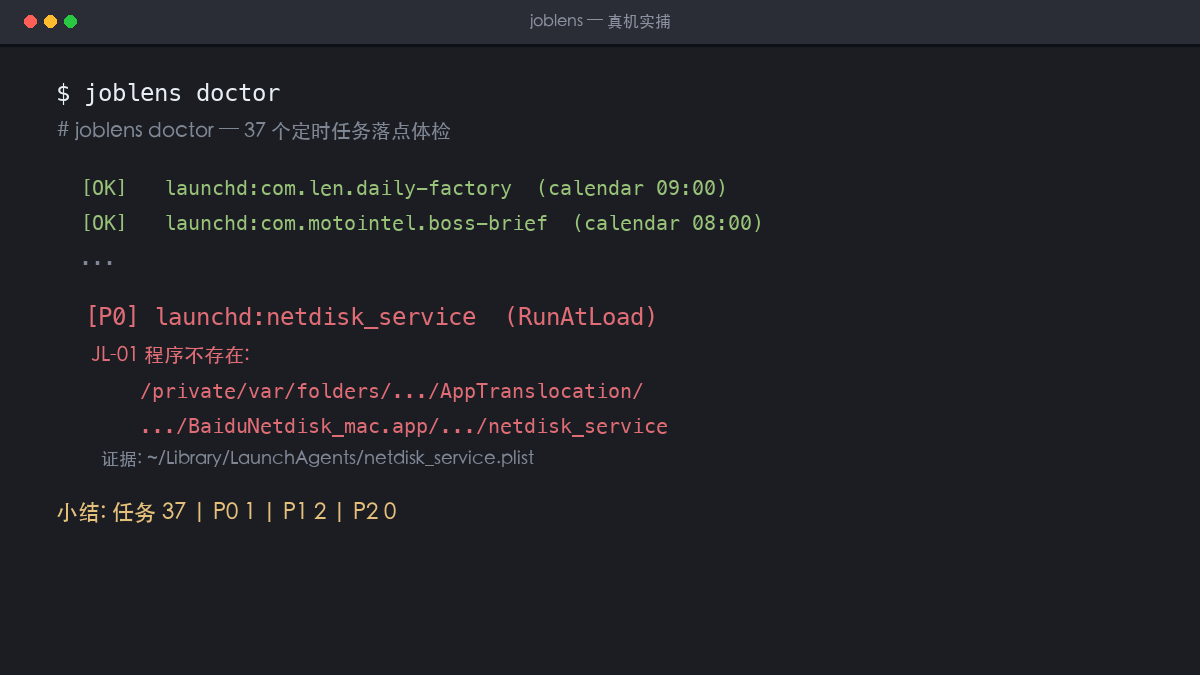 joblens — 真机实捕
$ joblens doctor
# joblens doctor — 37 个定时任务落点体检
[OK] launchd:com.len.daily-factory (calendar 09:00)
[OK] launchd:com.motointel.boss-brief (calendar 08:00)
...
[P0] launchd:netdisk_service (RunAtLoad)
JL-01 程序不存在:
/private/var/folders/.../AppTranslocation/
.../BaiduNetdisk_mac.app/.../netdisk_service
证据: ~/Library/LaunchAgents/netdisk_service.plist
小结: 任务 37 | P0 1 | P1 2 | P2 0